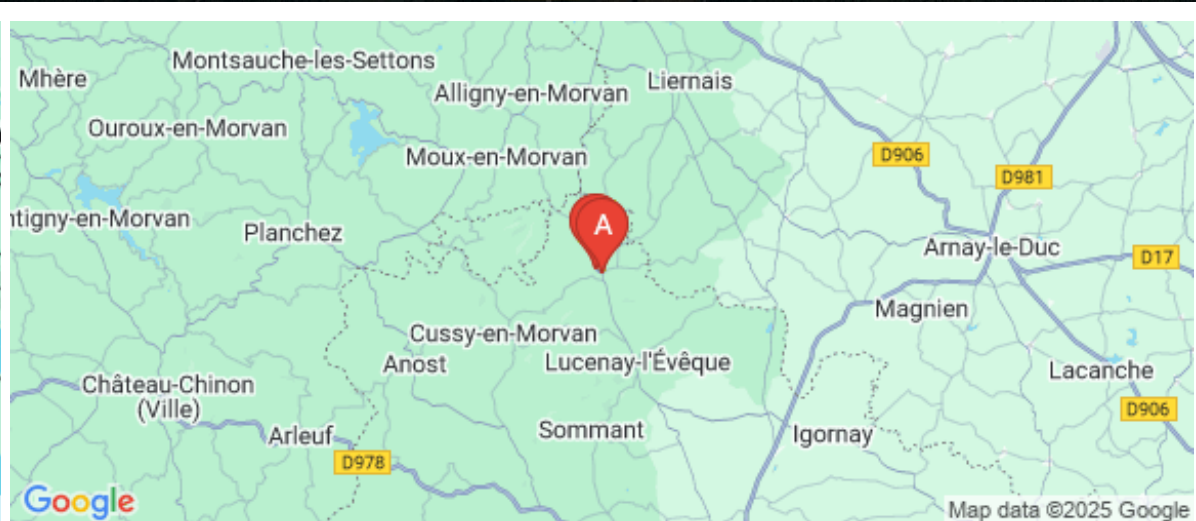 Montsauche-les-Settons
Mhère
Liernais
Alligny-en-Morvan
Ouroux-en-Morvan
Moux-en-Morvan
D906
D981
ntigny-en-Morvan
Planchez
A
Arnay-le-Duc
D17
Magnien
Cussy-en-Morvan
Anost
Lucenay-l'Évêque
Lacanche
Château-Chinon
(Ville)
D906
Arleuf
Sommant
Igornay
D978
Google
Map data ©2025 Google